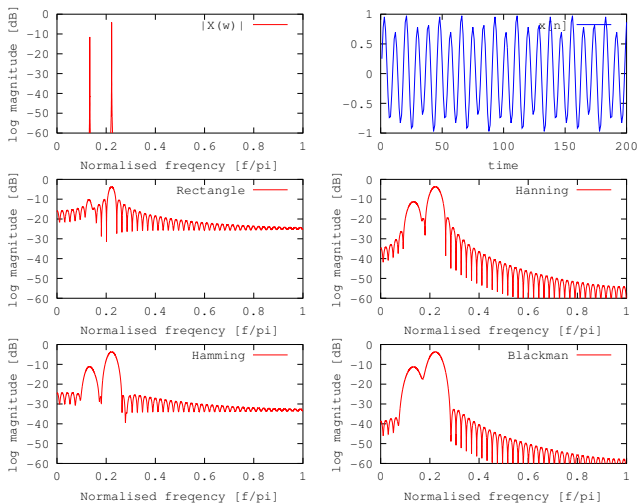 log magnitude [dB]
0
-10
-20
-30
-40
-50
-60
|X(w)|
0 0.2 0.4 0.6 0.8 1
Normalised freqency [f/pi]
1
0.5
0
-0.5
-1
x[n]
0 50 100 150 200
time
log magnitude [dB]
0
-10
-20
-30
-40
-50
-60
Rectangle
0 0.2 0.4 0.6 0.8 1
Normalised freqency [f/pi]
log magnitude [dB]
0
-10
-20
-30
-40
-50
-60
Hanning
0 0.2 0.4 0.6 0.8 1
Normalised freqency [f/pi]
log magnitude [dB]
0
-10
-20
-30
-40
-50
-60
Hamming
0 0.2 0.4 0.6 0.8 1
Normalised freqency [f/pi]
log magnitude [dB]
0
-10
-20
-30
-40
-50
-60
Blackman
0 0.2 0.4 0.6 0.8 1
Normalised freqency [f/pi]